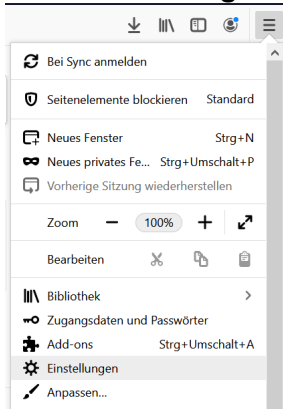 Bei Sync anmelden
Seitenelemente blockieren Standard
Neues Fenster Strg+N
Neues privates Fe... Strg+Umschalt+P
Vorherige Sitzung wiederherstellen
Zoom 100%
Bearbeiten
Bibliothek
Zugangsdaten und Passwörter
Add-ons Strg+Umschalt+A
Einstellungen
Anpassen...